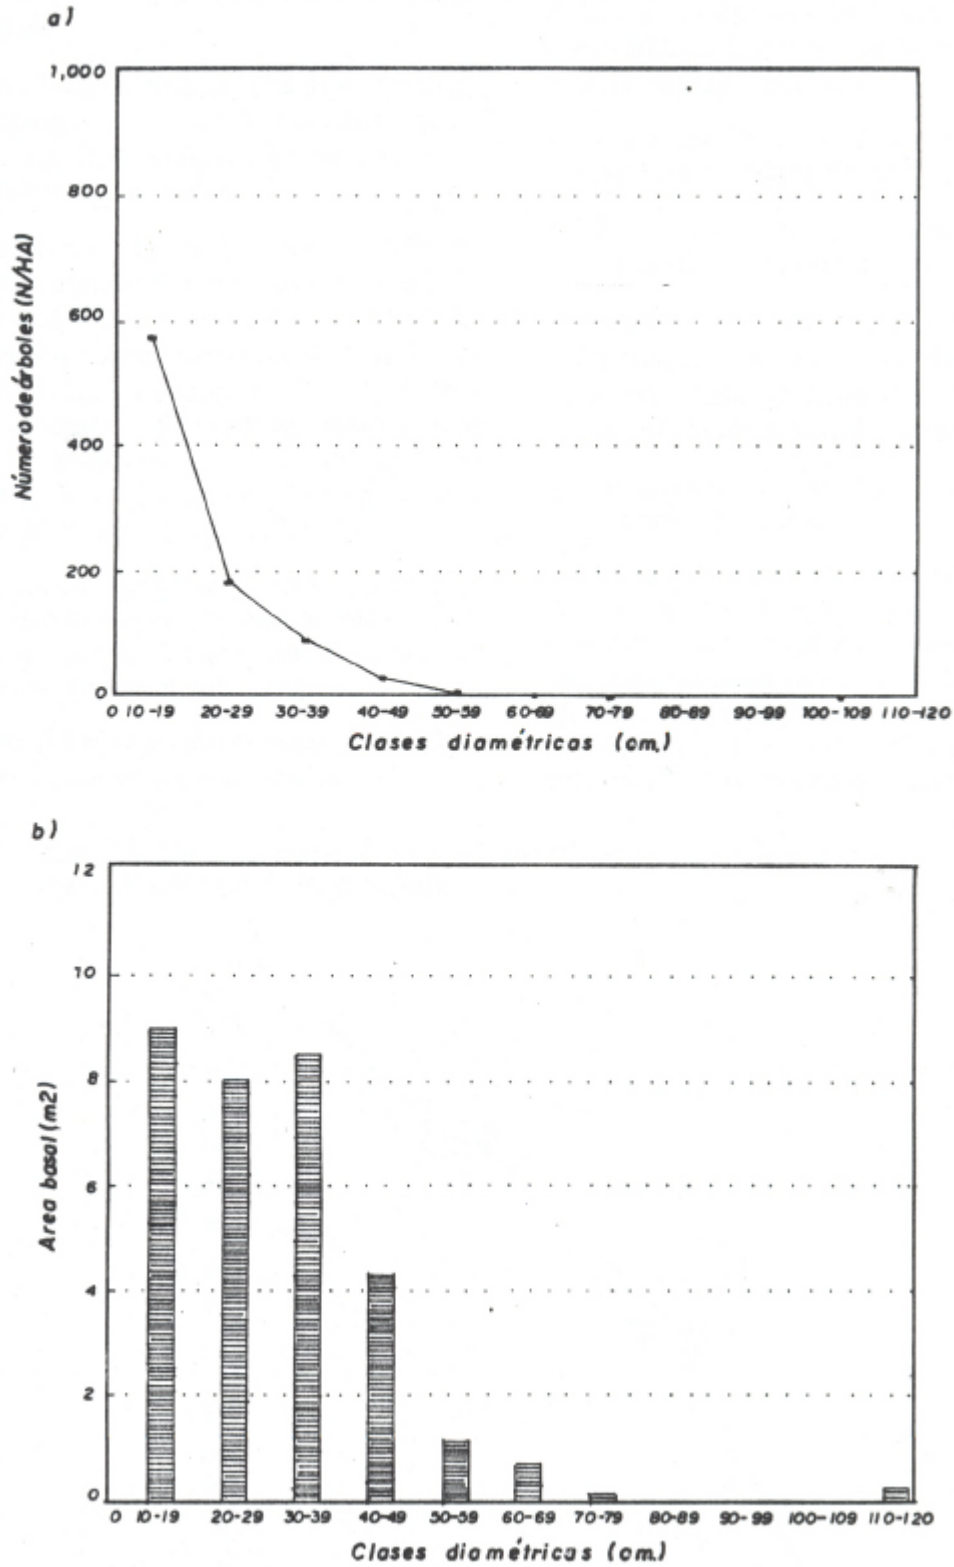 a)
1,000
800
600
400
200
0
Número de árboles (N/HA)
0 10-19 20-29 30-39 40-49 50-59 60-69 70-79 80-89 90-99 100-109 110-120
Clases diamétricas (cm.)
b)
12
10
8
6
4
2
0
Area basal (m2)
0 10-19 20-29 30-39 40-49 50-59 60-69 70-79 80-89 90-99 100-109 110-120
Clases diamétricas (cm.)